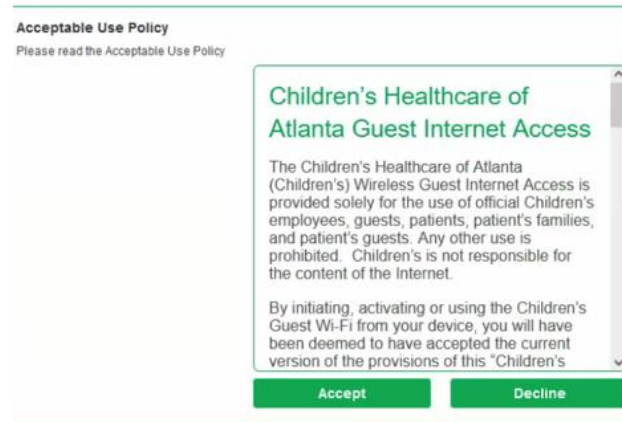 Acceptable Use Policy
Please read the Acceptable Use Policy
Children's Healthcare of
Atlanta Guest Internet Access
The Children's Healthcare of Atlanta
(Children's) Wireless Guest Internet Access is
provided solely for the use of official Children's
employees, guests, patients, patient's families,
and patient's guests. Any other use is
prohibited.  Children's is not responsible for
the content of the Internet.
By initiating, activating or using the Children's
Guest Wi-Fi from your device, you will have
been deemed to have accepted the current
version of the provisions of this "Children's
Accept
Decline